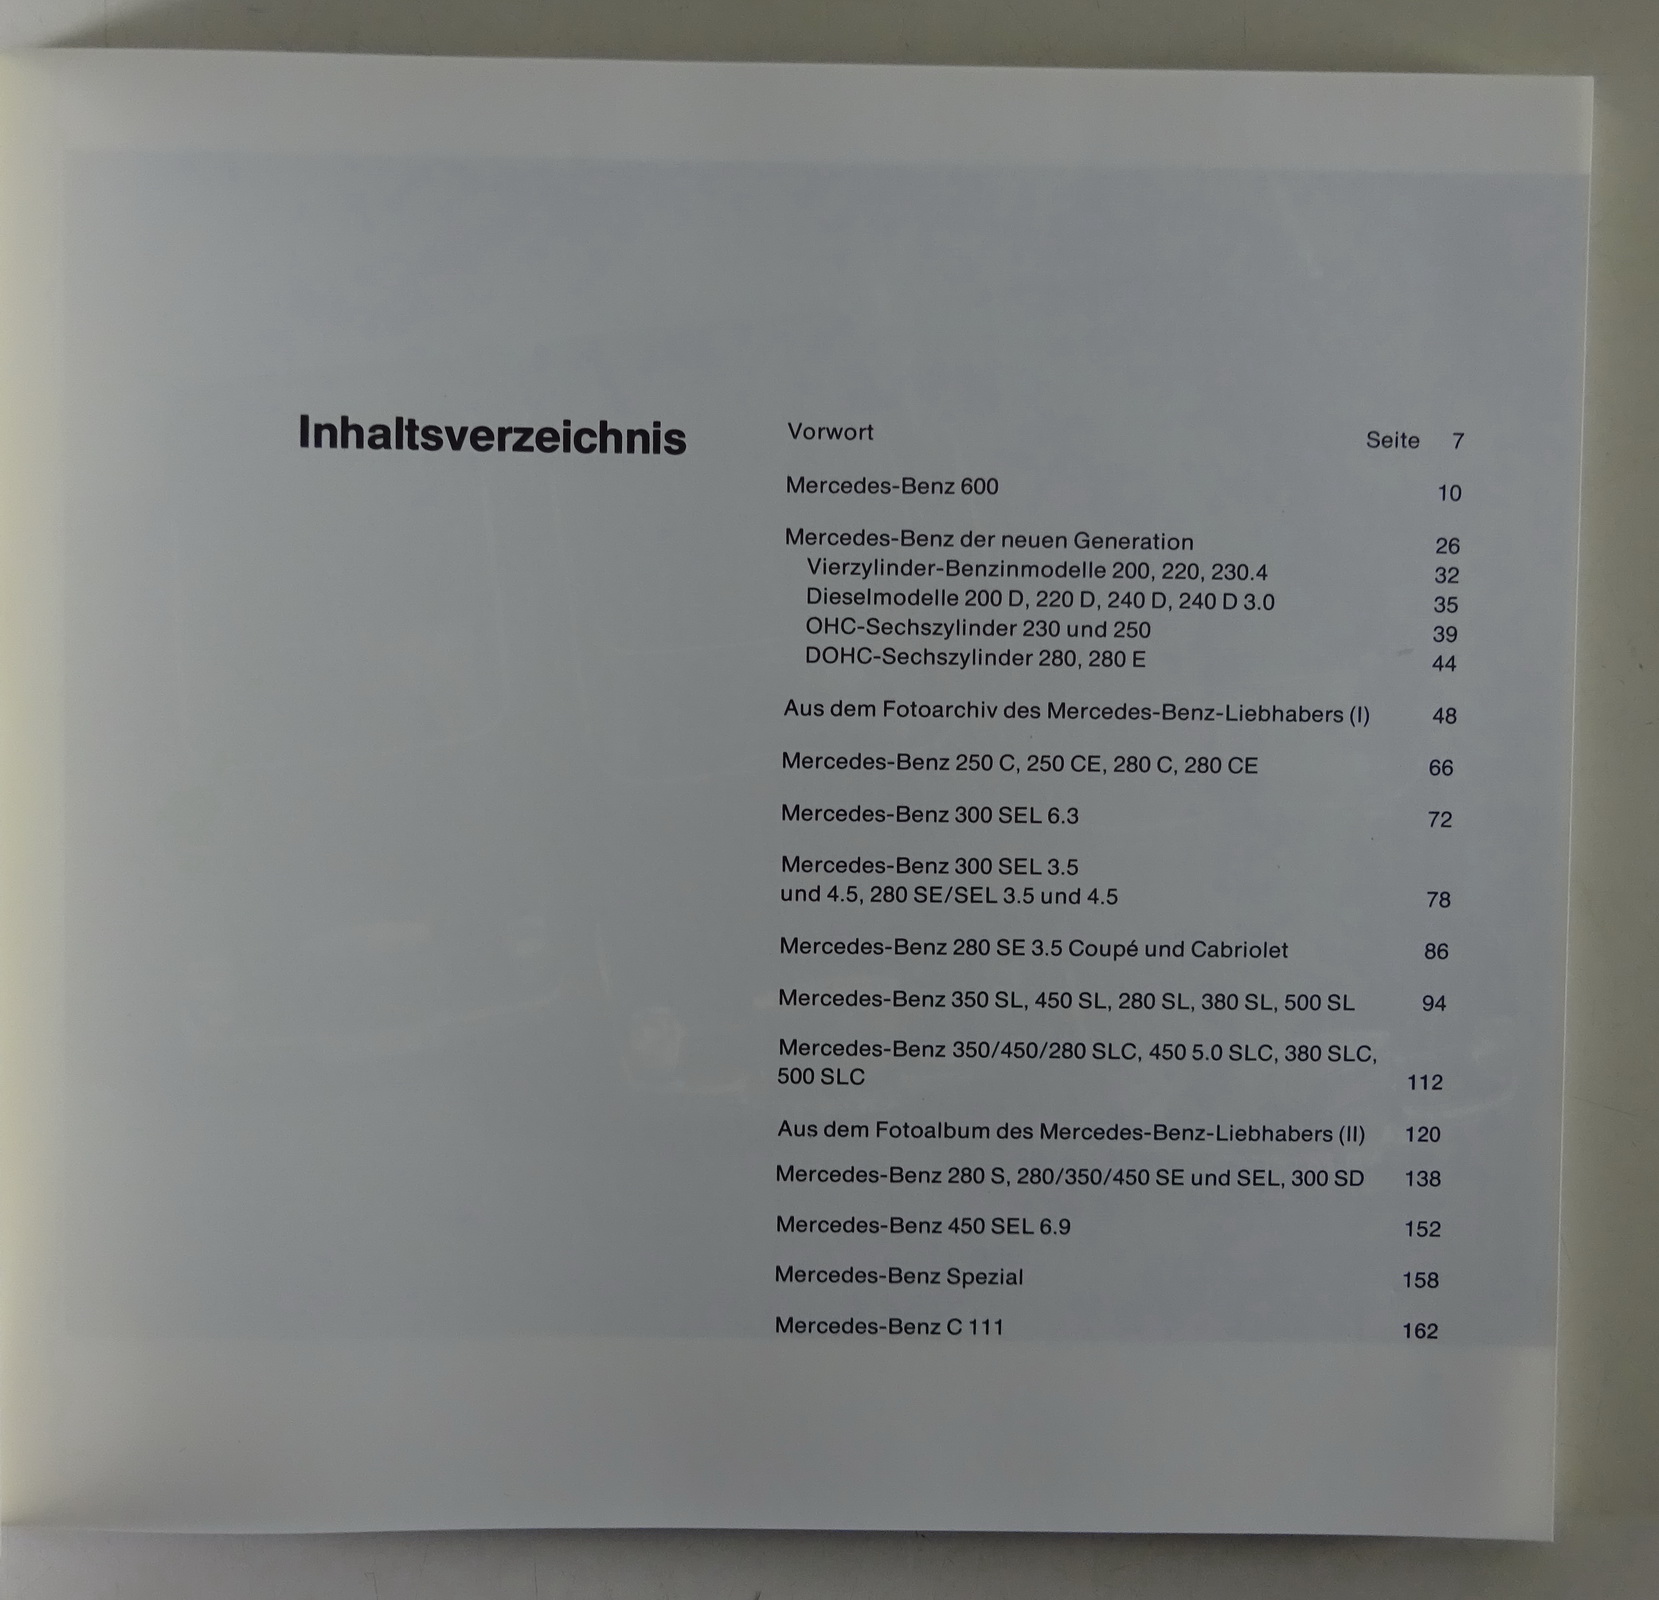 Inhaltsverzeichnis
Vorwort Seite 7
Mercedes-Benz 600 10
Mercedes-Benz der neuen Generation 26
Vierzylinder-Benzinmodelle 200, 220, 230.4 32
Dieselmodelle 200 D, 220 D, 240 D, 240 D 3.0 35
OHC-Sechszylinder 230 und 250 39
DOHC-Sechszylinder 280, 280 E 44
Aus dem Fotoarchiv des Mercedes-Benz-Liebhabers (I) 48
Mercedes-Benz 250 C, 250 CE, 280 C, 280 CE 66
Mercedes-Benz 300 SEL 6.3 72
Mercedes-Benz 300 SEL 3.5
und 4.5, 280 SE/SEL 3.5 und 4.5 78
Mercedes-Benz 280 SE 3.5 Coupé und Cabriolet 86
Mercedes-Benz 350 SL, 450 SL, 280 SL, 380 SL, 500 SL 94
Mercedes-Benz 350/450/280 SLC, 450 5.0 SLC, 380 SLC,
500 SLC 112
Aus dem Fotoalbum des Mercedes-Benz-Liebhabers (II) 120
Mercedes-Benz 280 S, 280/350/450 SE und SEL, 300 SD 138
Mercedes-Benz 450 SEL 6.9 152
Mercedes-Benz Spezial 158
Mercedes-Benz C 111 162